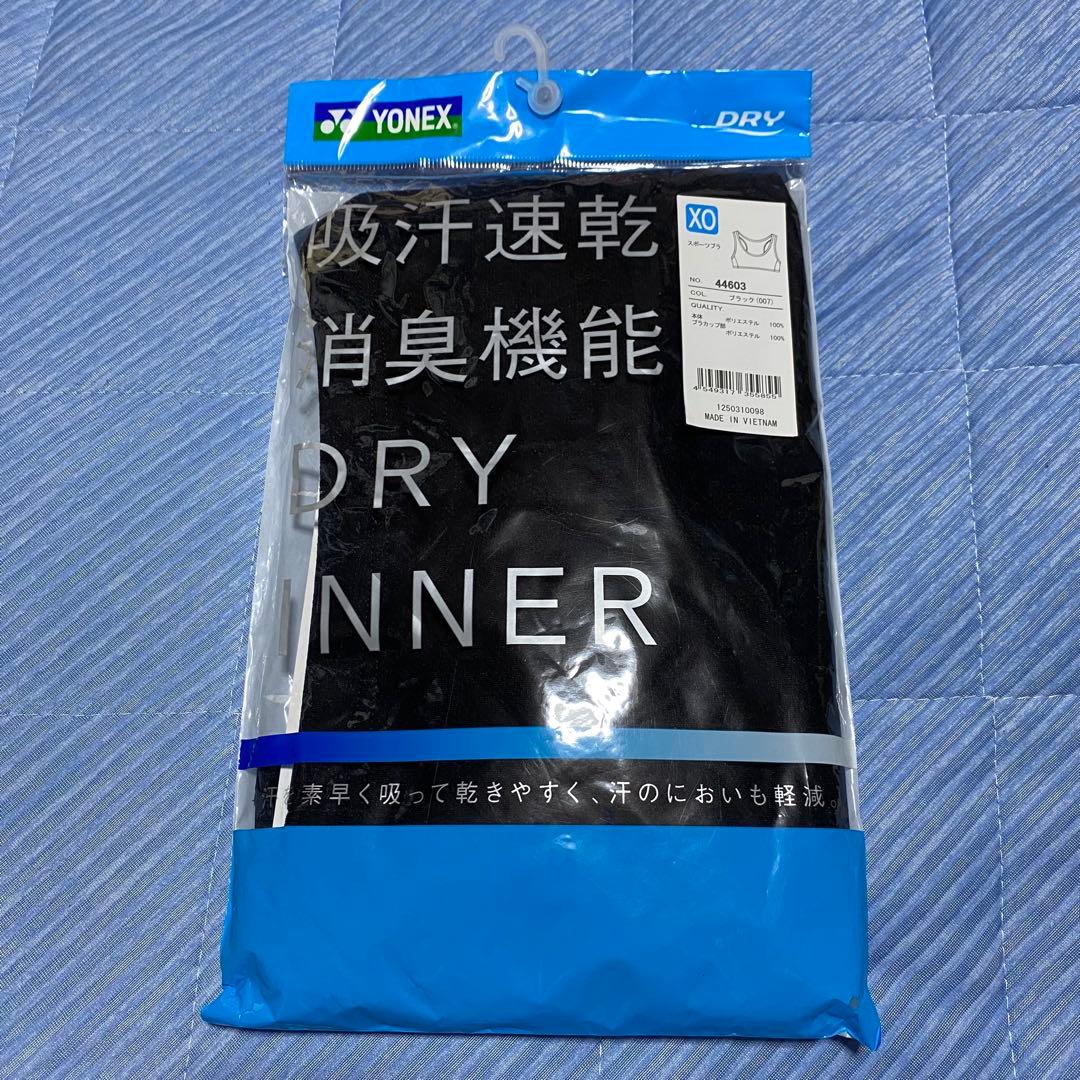 YONEX
DRY
吸汗速乾
消臭機能
DRY
INNER
汗を素早く吸って乾きやすく、汗のにおいも軽減。
XO
スポーツブラ
NO. 44603
COL. ブラック(007)
QUALITY.
本体 ポリエステル 100%
ブラカップ部
ポリエステル 100%
4 549317 355855
1250310098
MADE IN VIETNAM